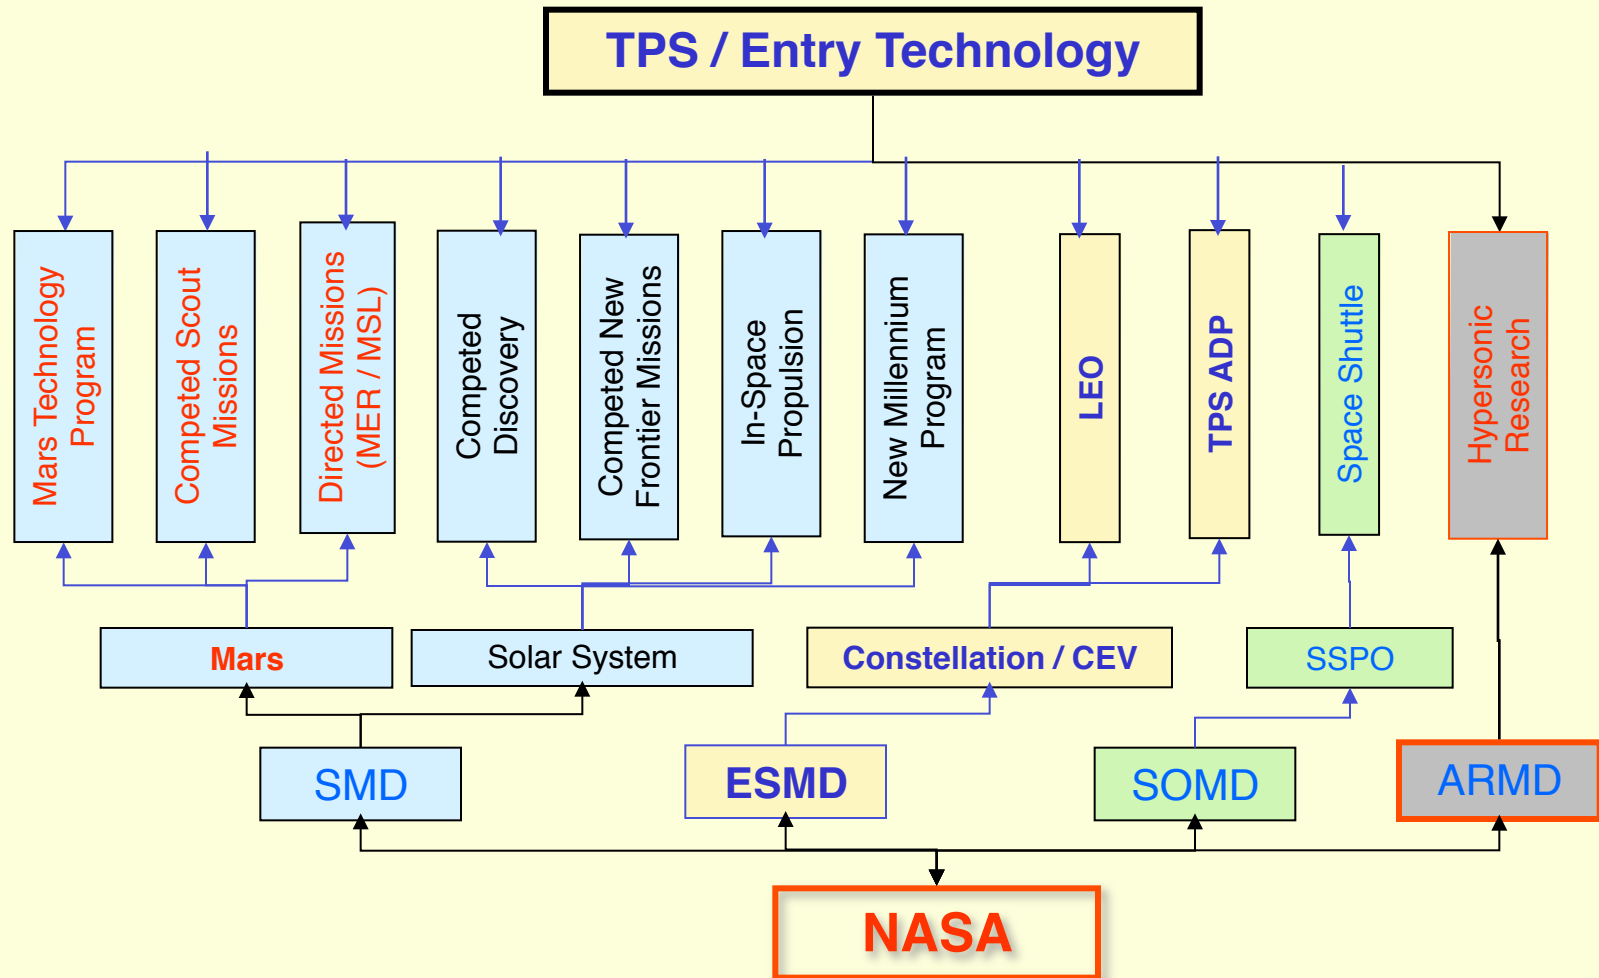 TPS / Entry Technology
Mars Technology
Program
Competed Scout
Missions
Directed Missions
(MER / MSL)
Competed
Discovery
Competed New
Frontier Missions
In-Space
Propulsion
New Millennium
Program
LEO
TPS ADP
Space Shuttle
Hypersonic
Research
Mars
Solar System
Constellation / CEV
SSPO
SMD
ESMD
SOMD
ARMD
NASA